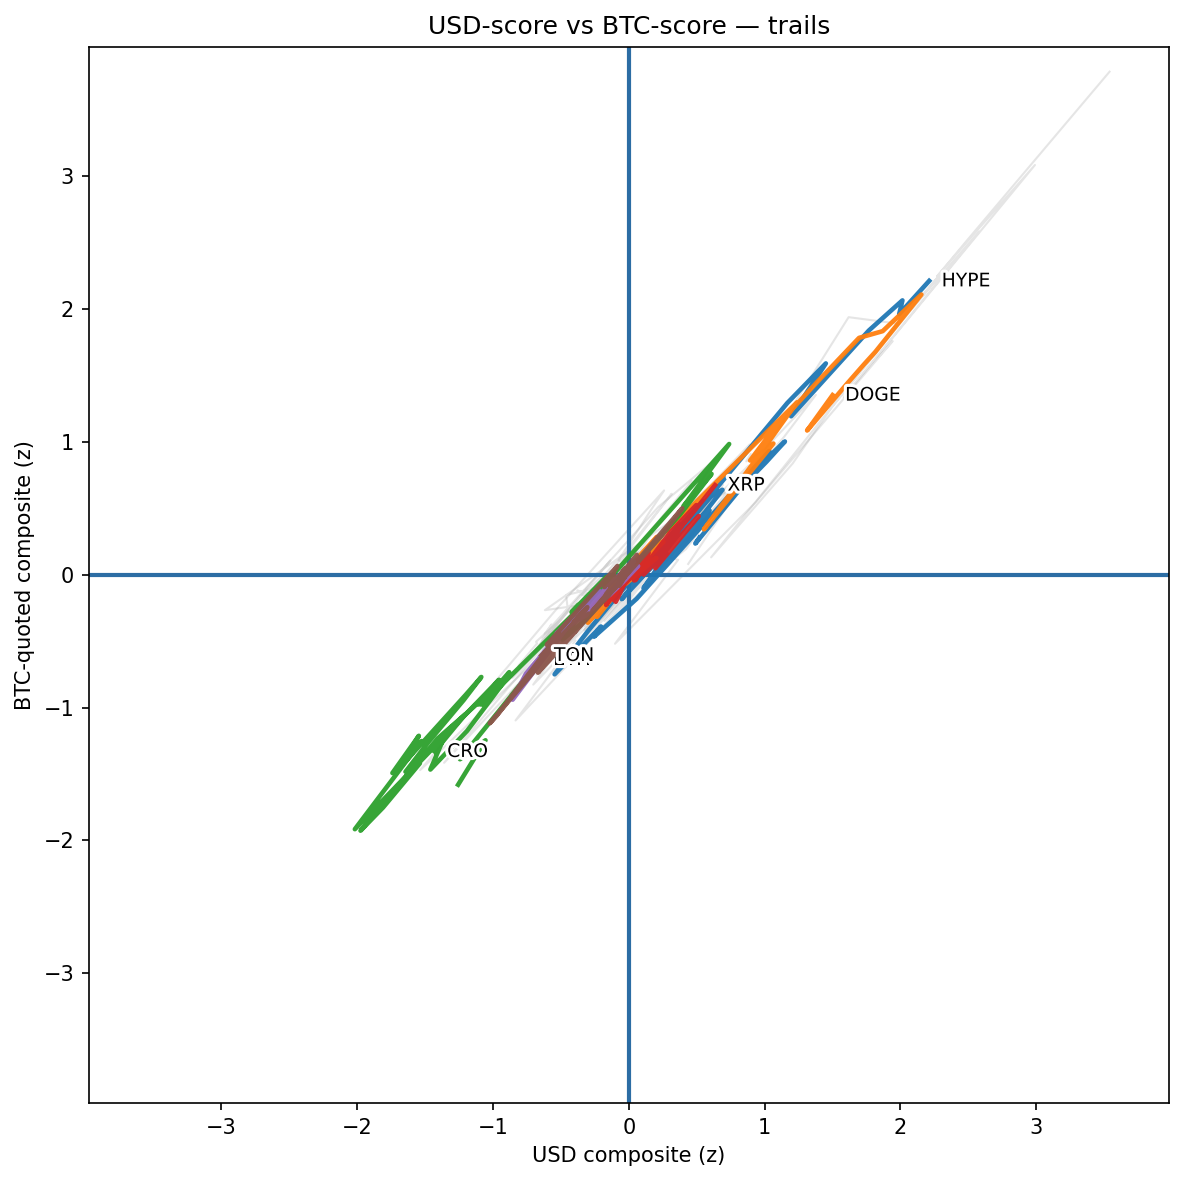 USD-score vs BTC-score — trails
BTC-quoted composite (z)
3
2
1
0
−1
−2
−3
HYPE
DOGE
XRP
TON
CRO
−3
−2
−1
0
1
2
3
USD composite (z)